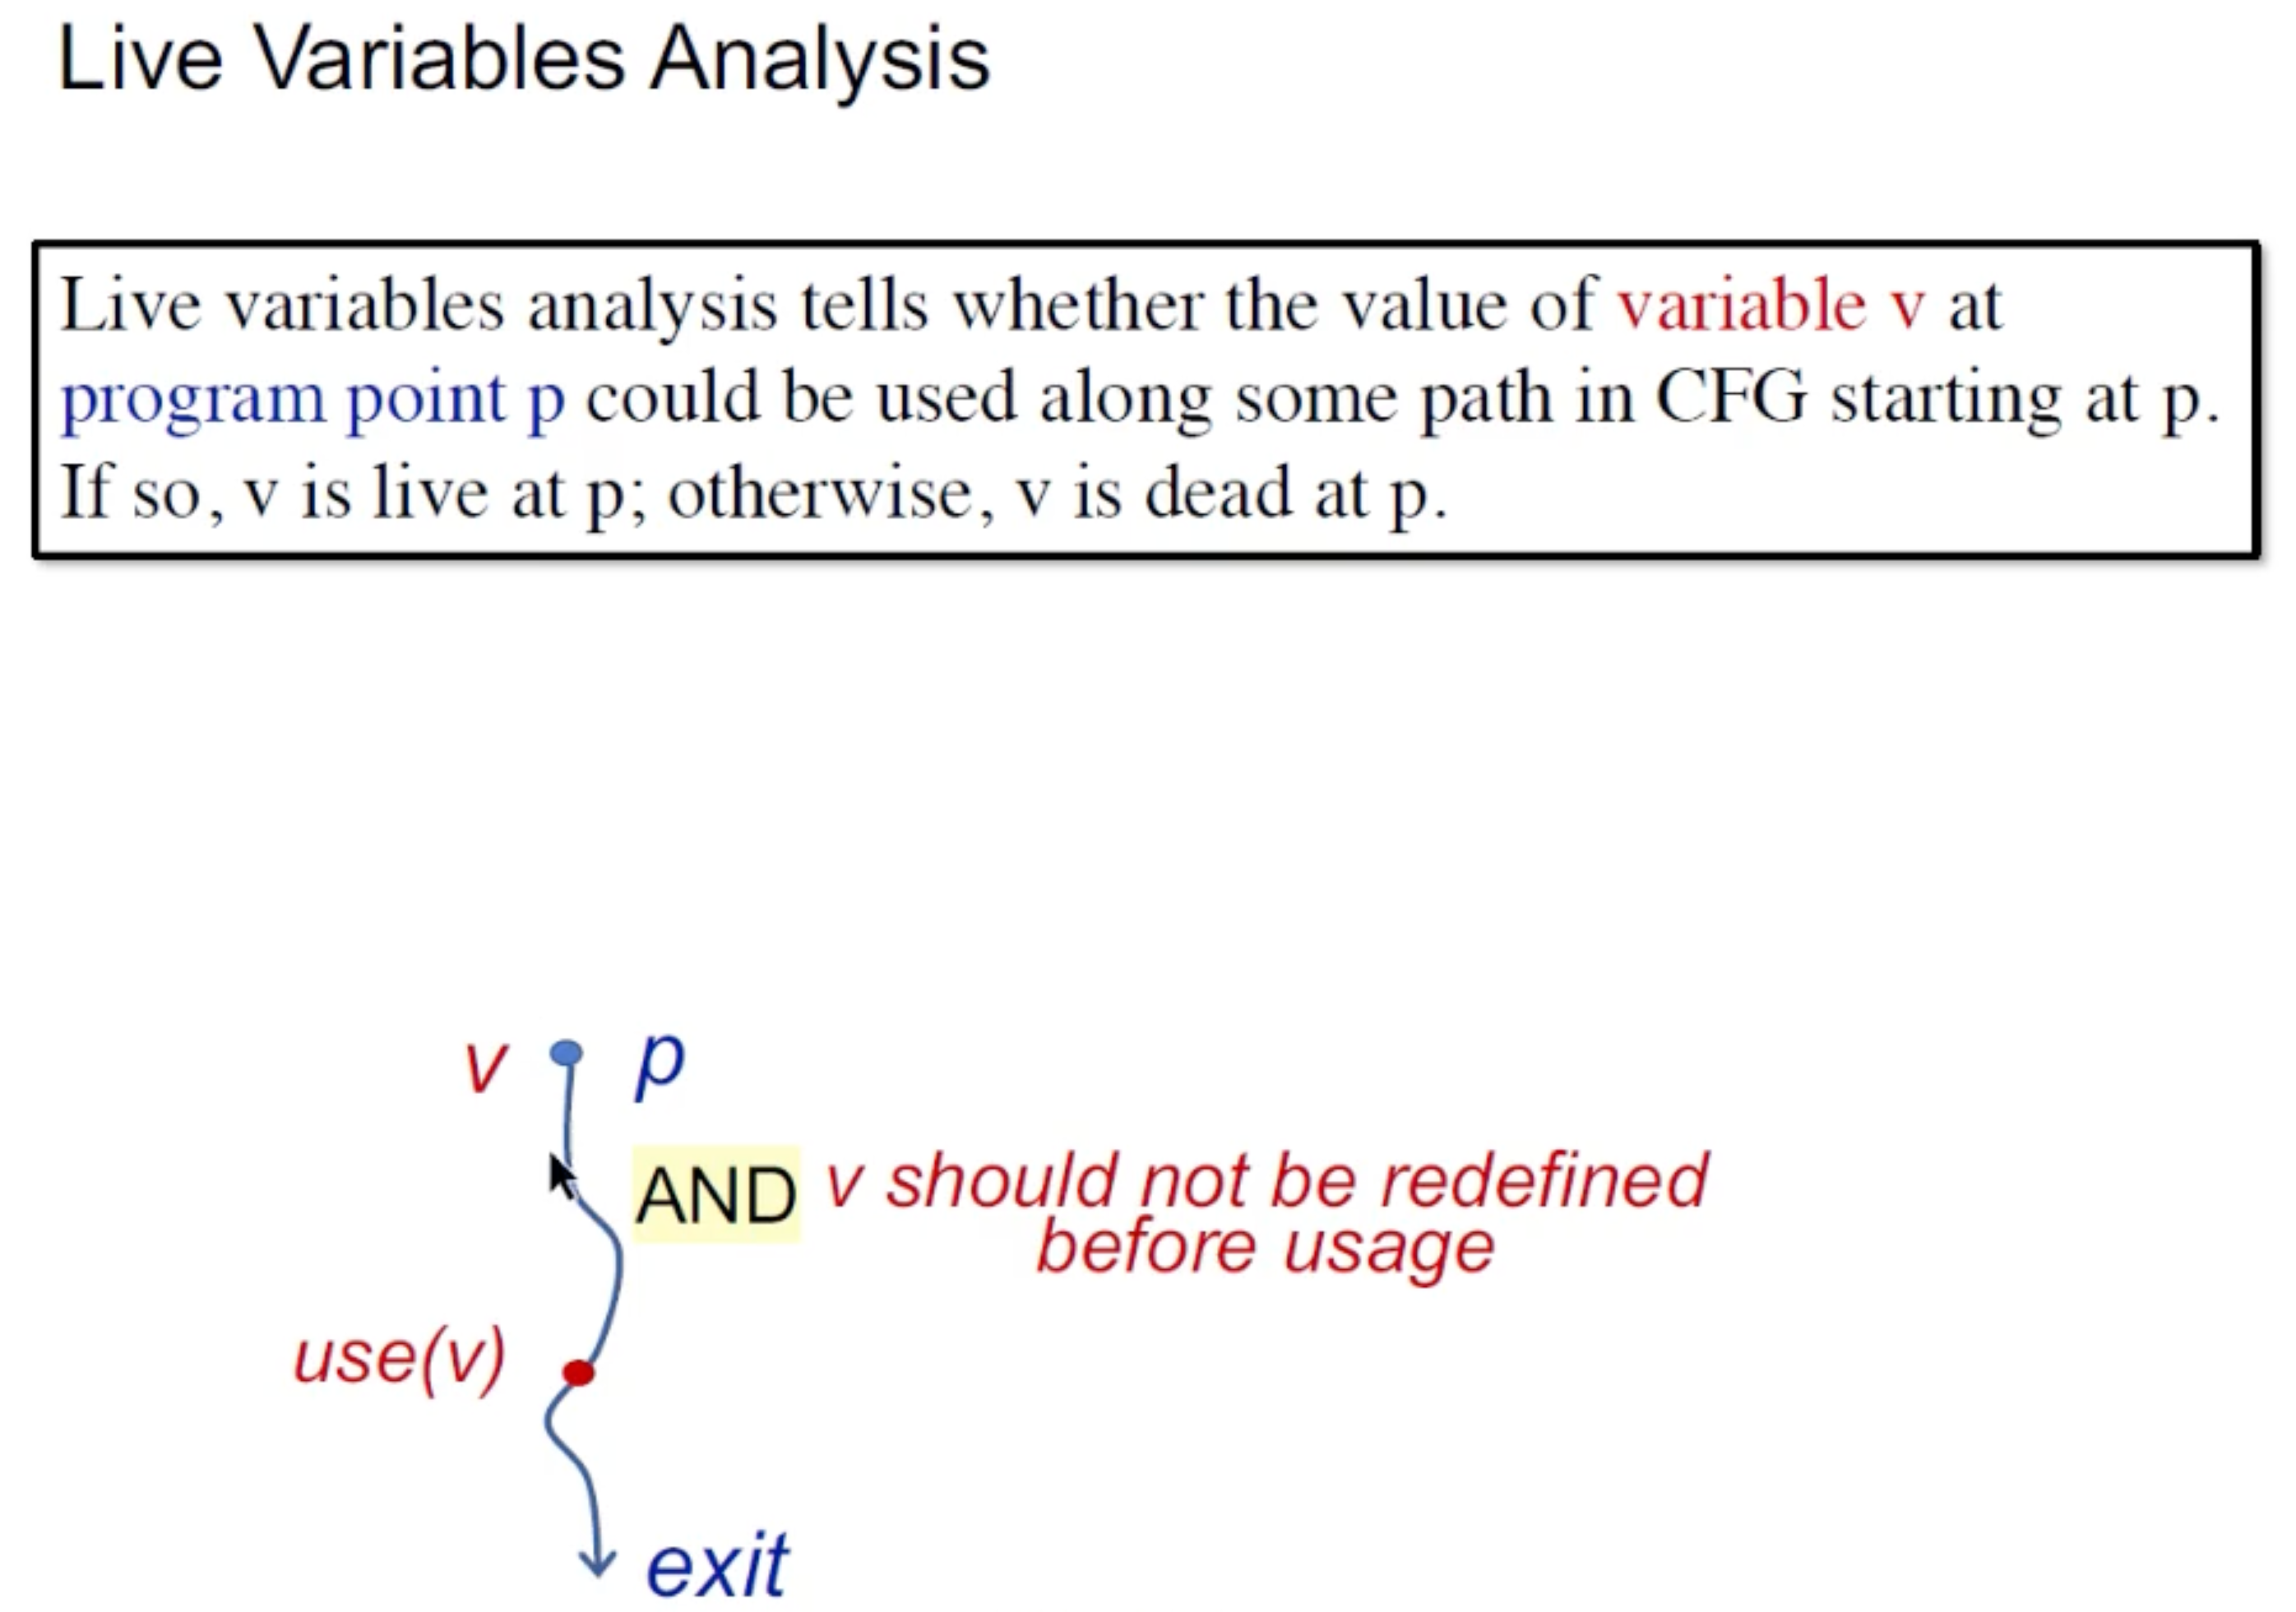 Live Variables Analysis
Live variables analysis tells whether the value of variable v at
program point p could be used along some path in CFG starting at p.
If so, v is live at p; otherwise, v is dead at p.
v p
AND v should not be redefined
before usage
use(v)
exit